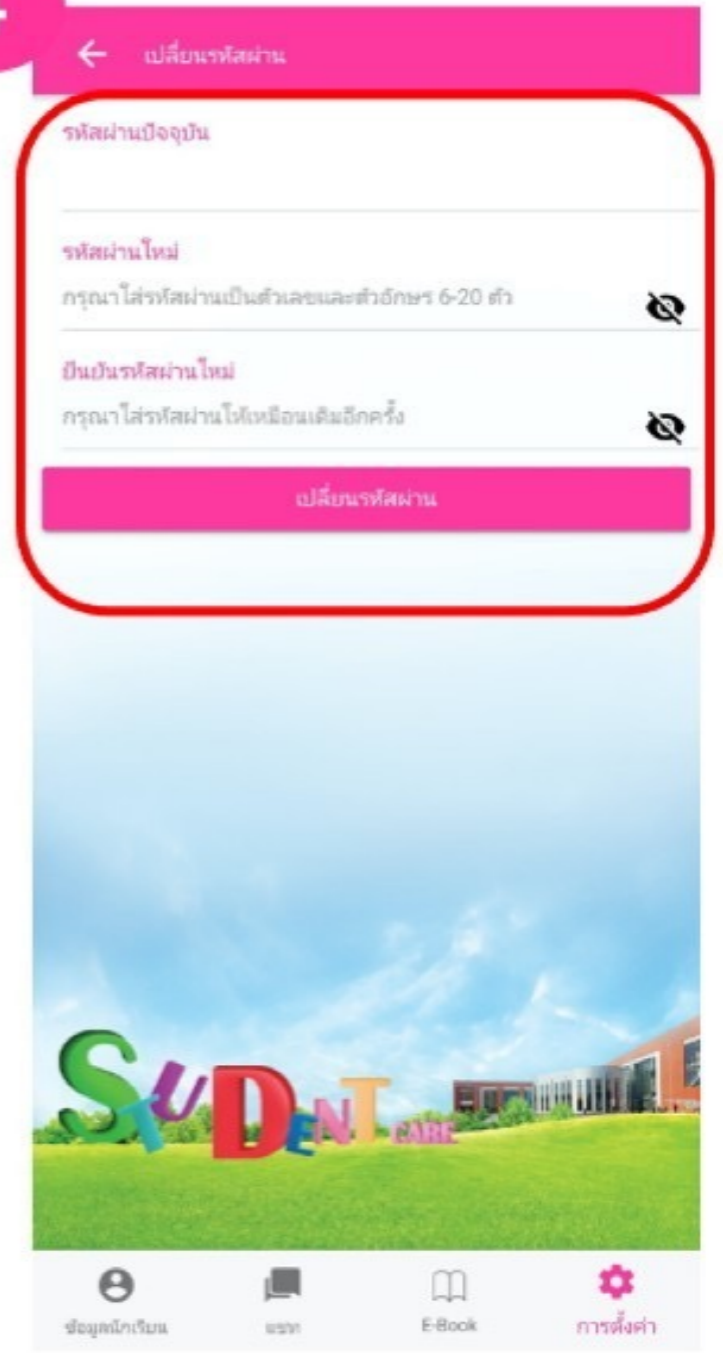 เปลี่ยนรหัสผ่าน
รหัสผ่านปัจจุบัน
รหัสผ่านใหม่
กรุณาใส่รหัสผ่านเป็นตัวเลขและตัวอักษร 6-20 ตัว
ยืนยันรหัสผ่านใหม่
กรุณาใส่รหัสผ่านให้เหมือนเดิมอีกครั้ง
เปลี่ยนรหัสผ่าน
STUDENT CARE
ข้อมูลนักเรียน แชท E-Book การตั้งค่า